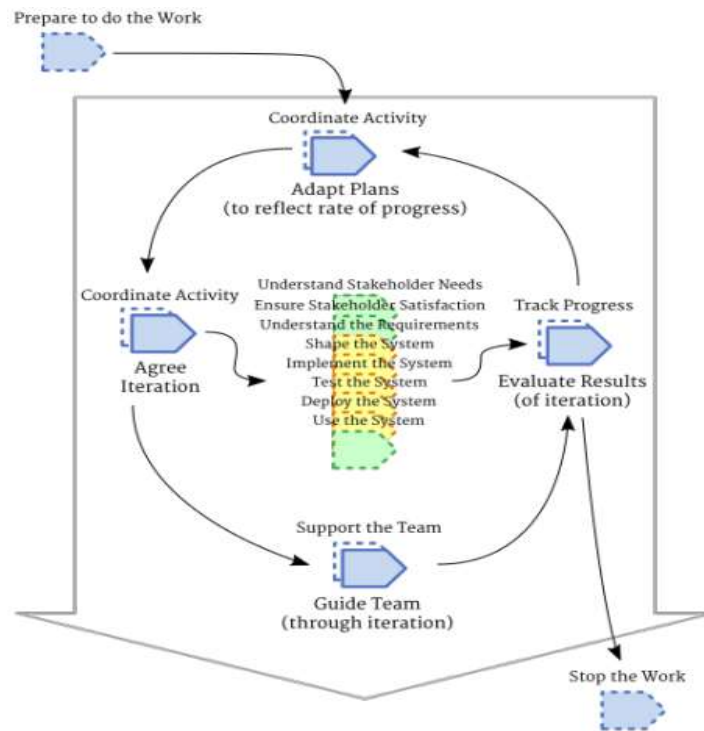 Prepare to do the Work
Coordinate Activity
Adapt Plans
(to reflect rate of progress)
Coordinate Activity
Agree
Iteration
Understand Stakeholder Needs
Ensure Stakeholder Satisfaction
Understand the Requirements
Shape the System
Implement the System
Test the System
Deploy the System
Use the System
Track Progress
Evaluate Results
(of iteration)
Support the Team
Guide Team
(through iteration)
Stop the Work